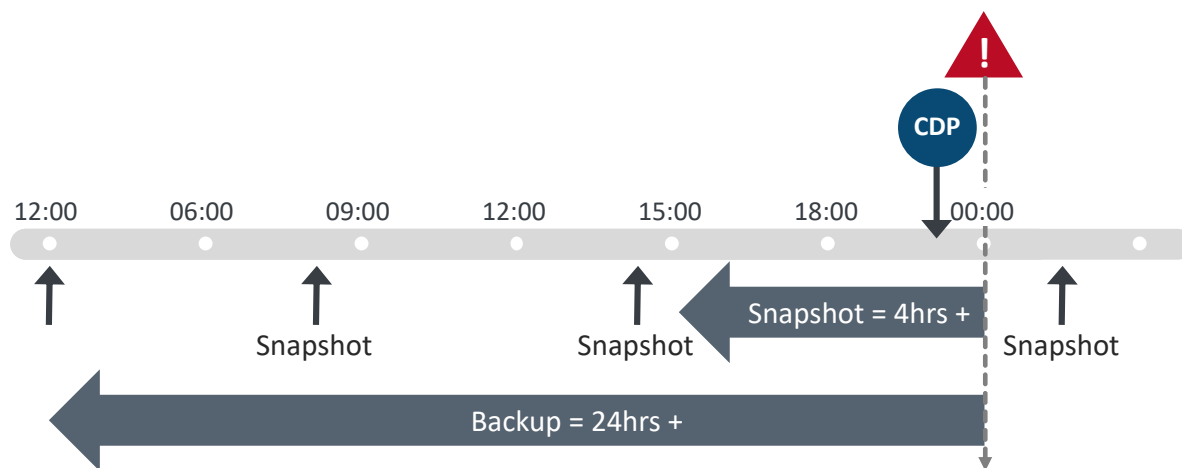 !
CDP
12:00 06:00 09:00 12:00 15:00 18:00 00:00
Snapshot = 4hrs +
Snapshot Snapshot Snapshot
Backup = 24hrs +